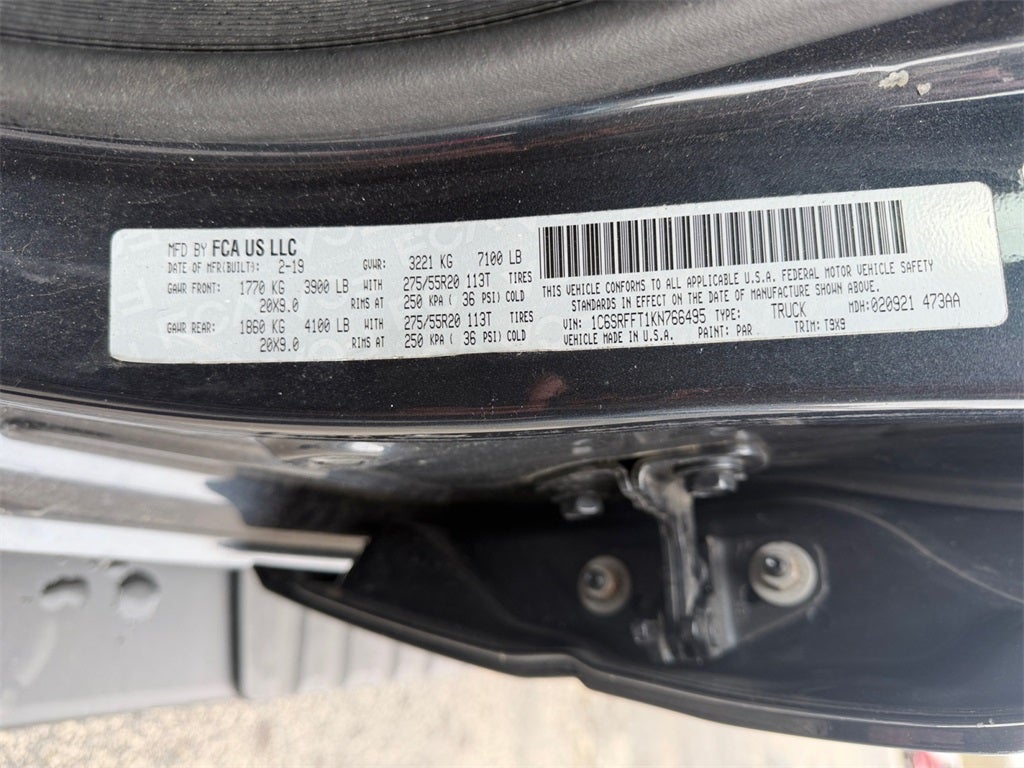 MFD BY FCA US LLC
DATE OF MFR(BUILT): 2-19 GVWR: 3221 KG 7100 LB
GAWR FRONT: 1770 KG 3900 LB WITH 275/55R20 113T TIRES
20X9.0 RIMS AT 250 KPA ( 36 PSI) COLD
GAWR REAR: 1860 KG 4100 LB WITH 275/55R20 113T TIRES
20X9.0 RIMS AT 250 KPA ( 36 PSI) COLD
THIS VEHICLE CONFORMS TO ALL APPLICABLE U.S.A. FEDERAL MOTOR VEHICLE SAFETY
STANDARDS IN EFFECT ON THE DATE OF MANUFACTURE SHOWN ABOVE.
VIN: 1C6SRFFT1KN766495 TYPE: TRUCK MDH: 020921 473AA
VEHICLE MADE IN U.S.A. PAINT: PAR TRIM: T9X9